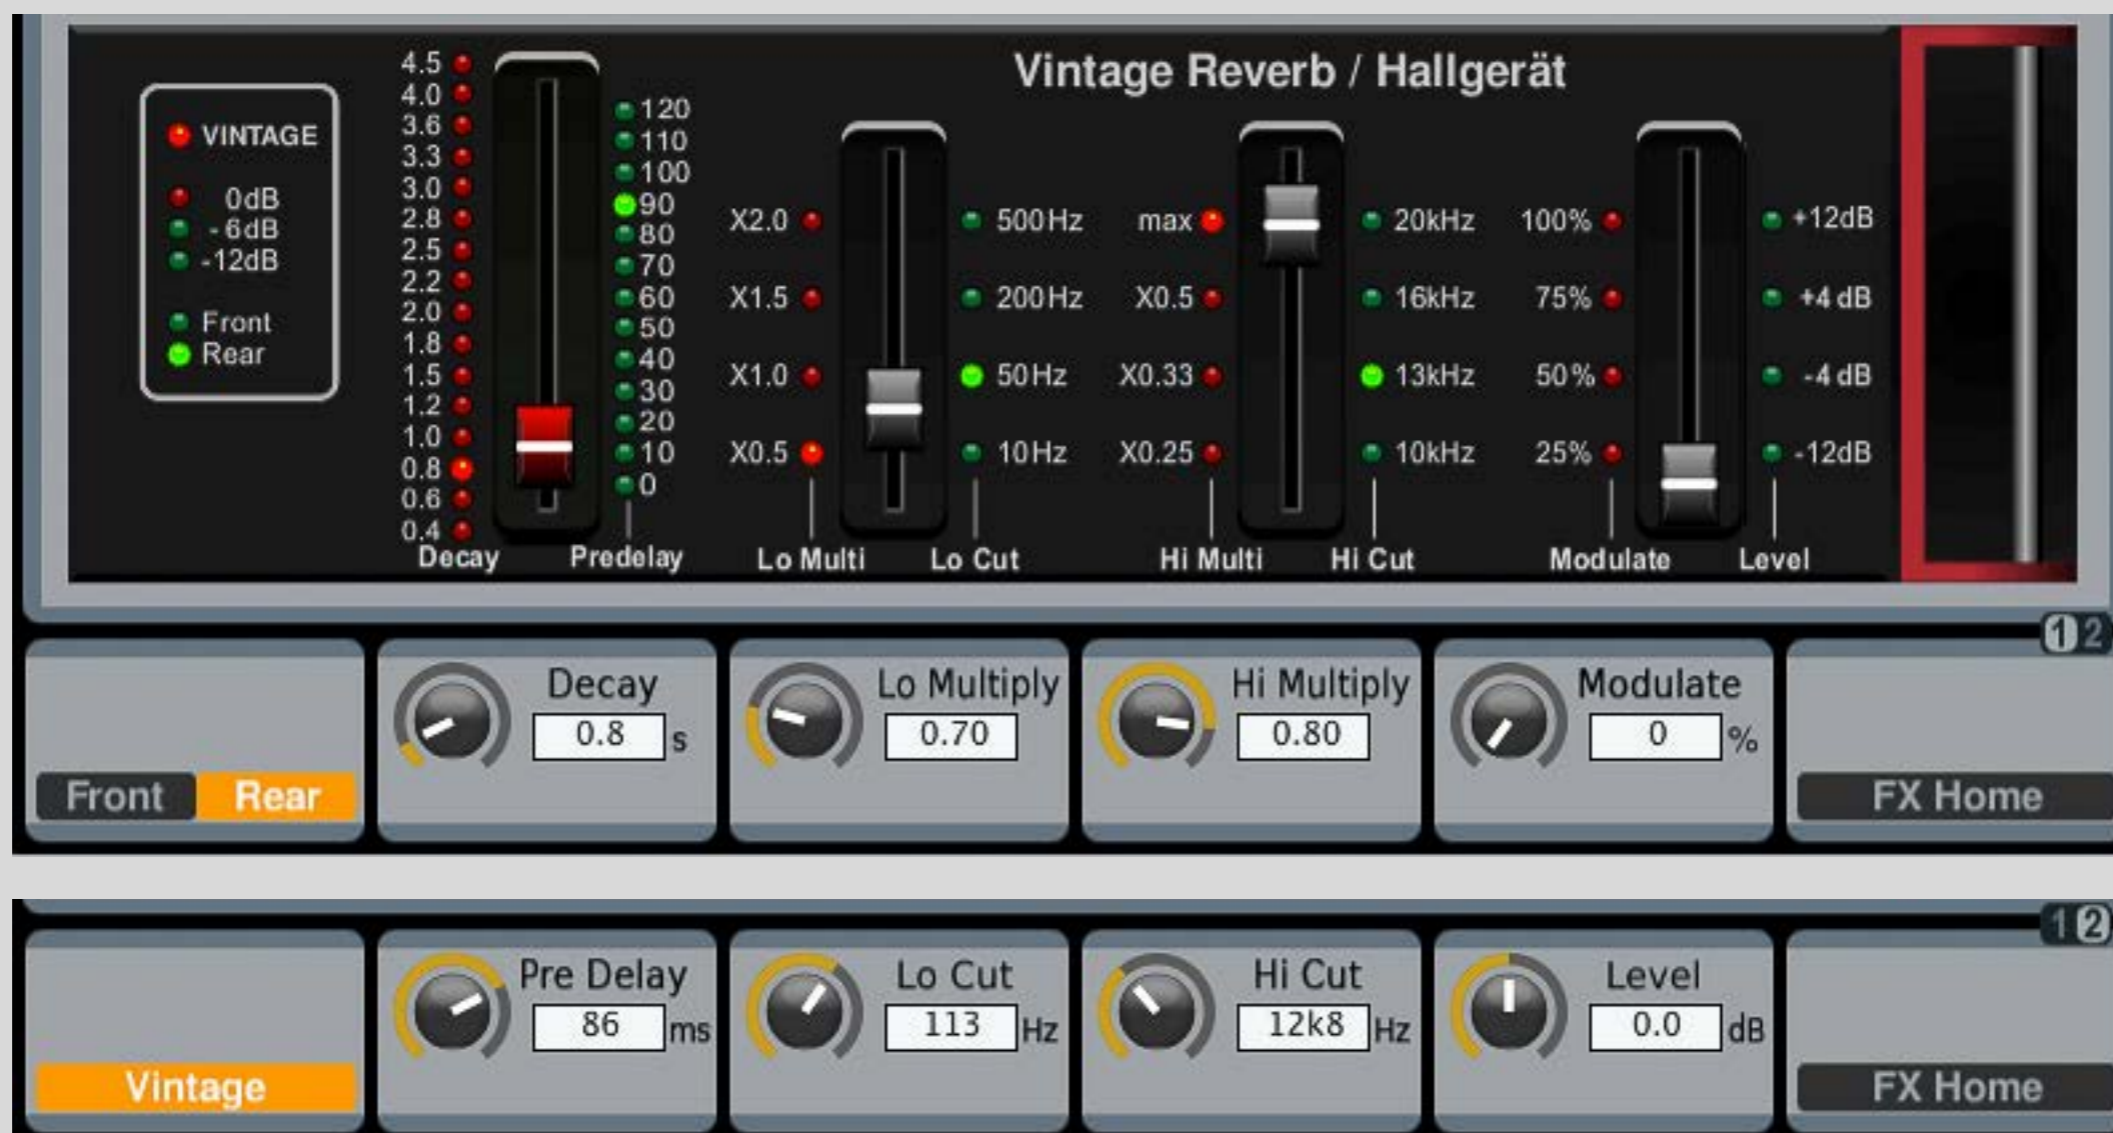 Vintage Reverb / Hallgerät
VINTAGE
0dB
- 6dB
-12dB
Front
Rear
4.5
4.0
3.6
3.3
3.0
2.8
2.5
2.2
2.0
1.8
1.5
1.2
1.0
0.8
0.6
0.4
Decay
120
110
100
90
80
70
60
50
40
30
20
10
0
Predelay
X2.0
X1.5
X1.0
X0.5
Lo Multi
500Hz
200Hz
50Hz
10Hz
Lo Cut
max
X0.5
X0.33
X0.25
Hi Multi
20kHz
16kHz
13kHz
10kHz
Hi Cut
100%
75%
50%
25%
Modulate
+12dB
+4 dB
-4 dB
-12dB
Level
1 2
Front Rear
Decay
0.8 s
Lo Multiply
0.70
Hi Multiply
0.80
Modulate
0 %
FX Home
1 2
Vintage
Pre Delay
86 ms
Lo Cut
113 Hz
Hi Cut
12k8 Hz
Level
0.0 dB
FX Home